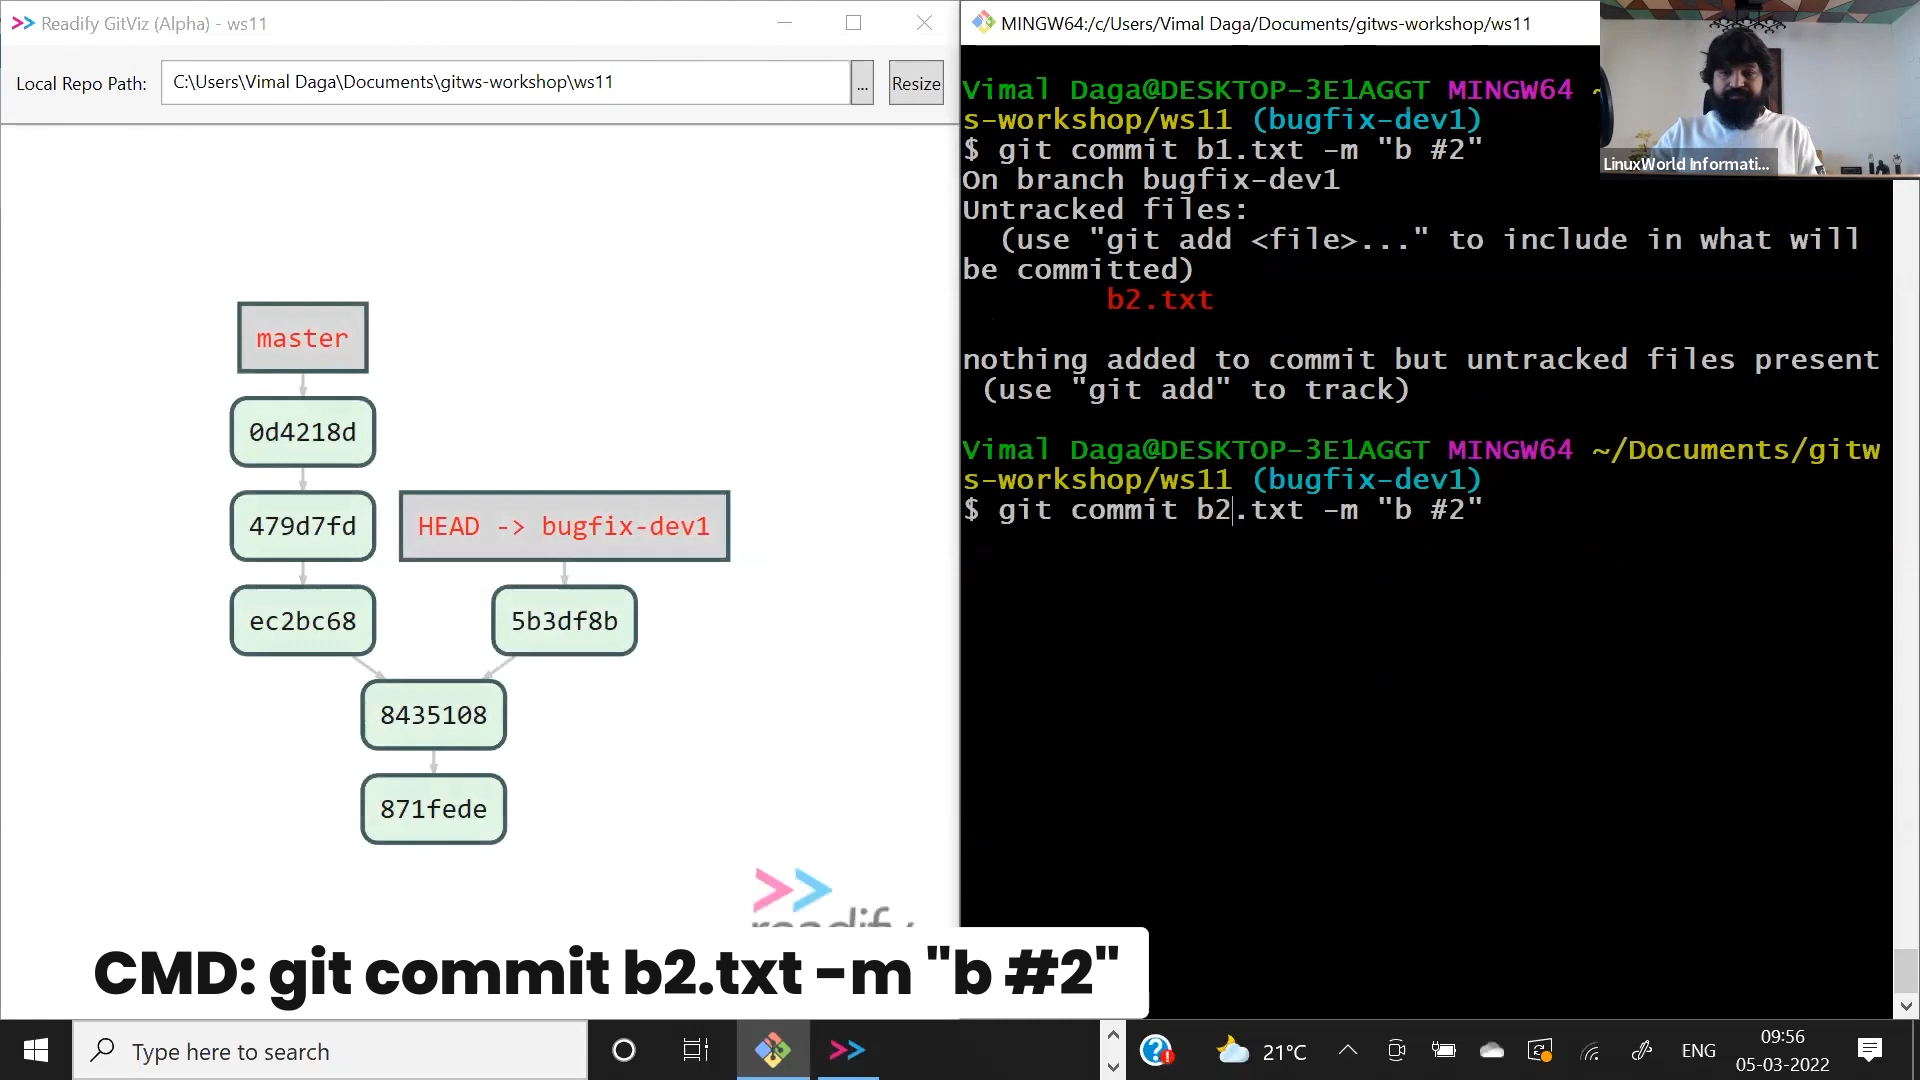 Readify GitViz (Alpha) - ws11
Local Repo Path:
C:\Users\Vimal Daga\Documents\gitws-workshop\ws11
...
Resize
master
0d4218d
479d7fd
HEAD -> bugfix-dev1
ec2bc68
5b3df8b
8435108
871fede
readify
MINGW64:/c/Users/Vimal Daga/Documents/gitws-workshop/ws11
Vimal Daga@DESKTOP-3E1AGGT MINGW64 ~
s-workshop/ws11 (bugfix-dev1)
$ git commit b1.txt -m "b #2"
On branch bugfix-dev1
Untracked files:
(use "git add <file>..." to include in what will
be committed)
b2.txt
nothing added to commit but untracked files present
(use "git add" to track)
Vimal Daga@DESKTOP-3E1AGGT MINGW64 ~/Documents/gitw
s-workshop/ws11 (bugfix-dev1)
$ git commit b2.txt -m "b #2"
LinuxWorld Informati...
CMD: git commit b2.txt -m "b #2"
Type here to search
21°C
ENG
09:56
05-03-2022